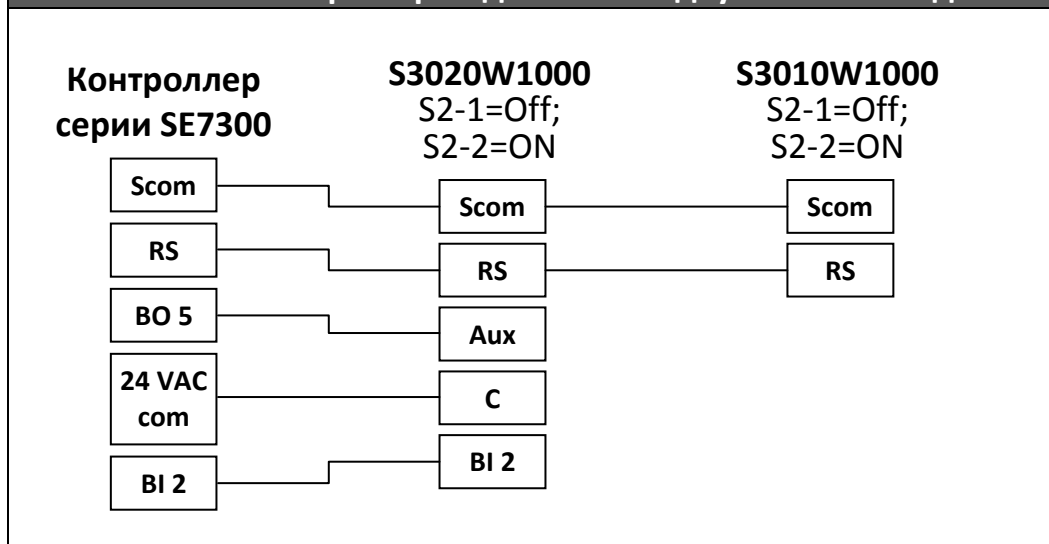 Контроллер
серии SE7300
S3020W1000
S2-1=Off;
S2-2=ON
S3010W1000
S2-1=Off;
S2-2=ON
Scom
RS
BO 5
24 VAC
com
BI 2
Scom
RS
Aux
C
BI 2
Scom
RS